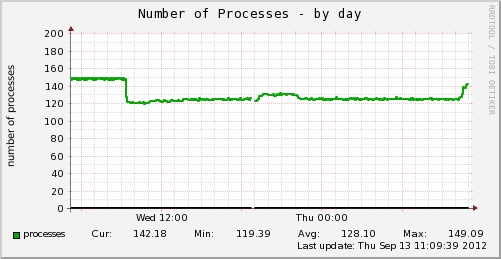 Number of Processes - by day
RRDTOOL / TOBI OETIKER
number of processes
200
180
160
140
120
100
80
60
40
20
0
Wed 12:00 Thu 00:00
processes Cur: 142.18 Min: 119.39 Avg: 128.10 Max: 149.09
Last update: Thu Sep 13 11:09:39 2012